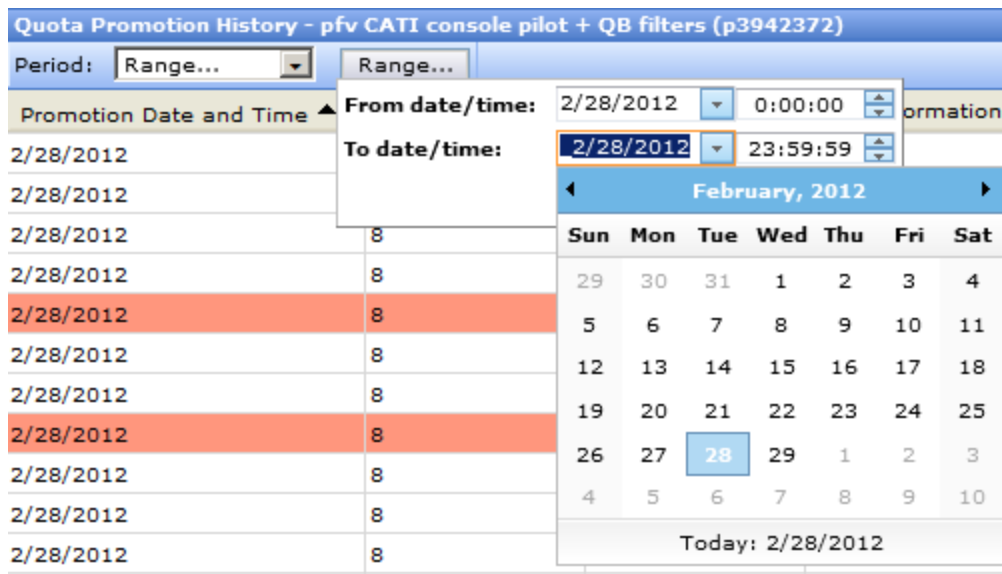 Quota Promotion History - pfv CATI console pilot + QB filters (p3942372)
Period: Range... Range...
Promotion Date and Time ormation
From date/time: 2/28/2012 0:00:00
To date/time: 2/28/2012 23:59:59
February, 2012
Sun Mon Tue Wed Thu Fri Sat
29 30 31 1 2 3 4
5 6 7 8 9 10 11
12 13 14 15 16 17 18
19 20 21 22 23 24 25
26 27 28 29 1 2 3
4 5 6 7 8 9 10
Today: 2/28/2012
2/28/2012
2/28/2012
2/28/2012 8
2/28/2012 8
2/28/2012 8
2/28/2012 8
2/28/2012 8
2/28/2012 8
2/28/2012 8
2/28/2012 8
2/28/2012 8